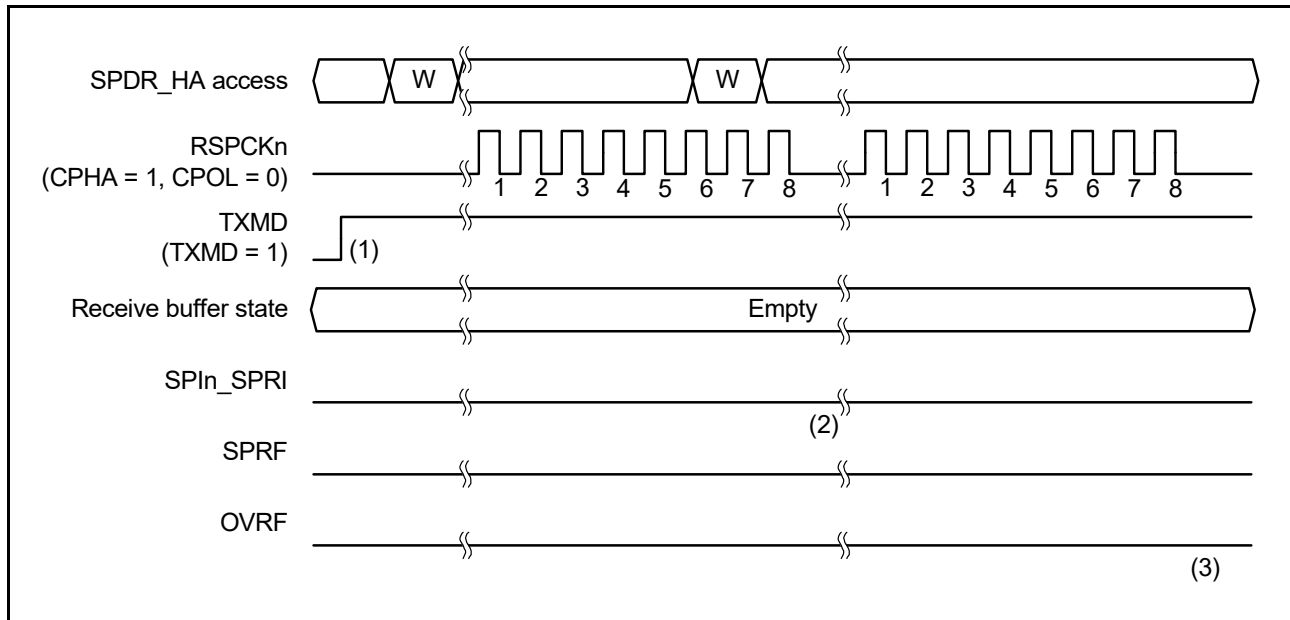 SPDR_HA access
W
W
RSPCKn
(CPHA = 1, CPOL = 0)
1 2 3 4 5 6 7 8 1 2 3 4 5 6 7 8
TXMD
(TXMD = 1)
(1)
Receive buffer state
Empty
SPIn_SPRI
(2)
SPRF
OVRF
(3)